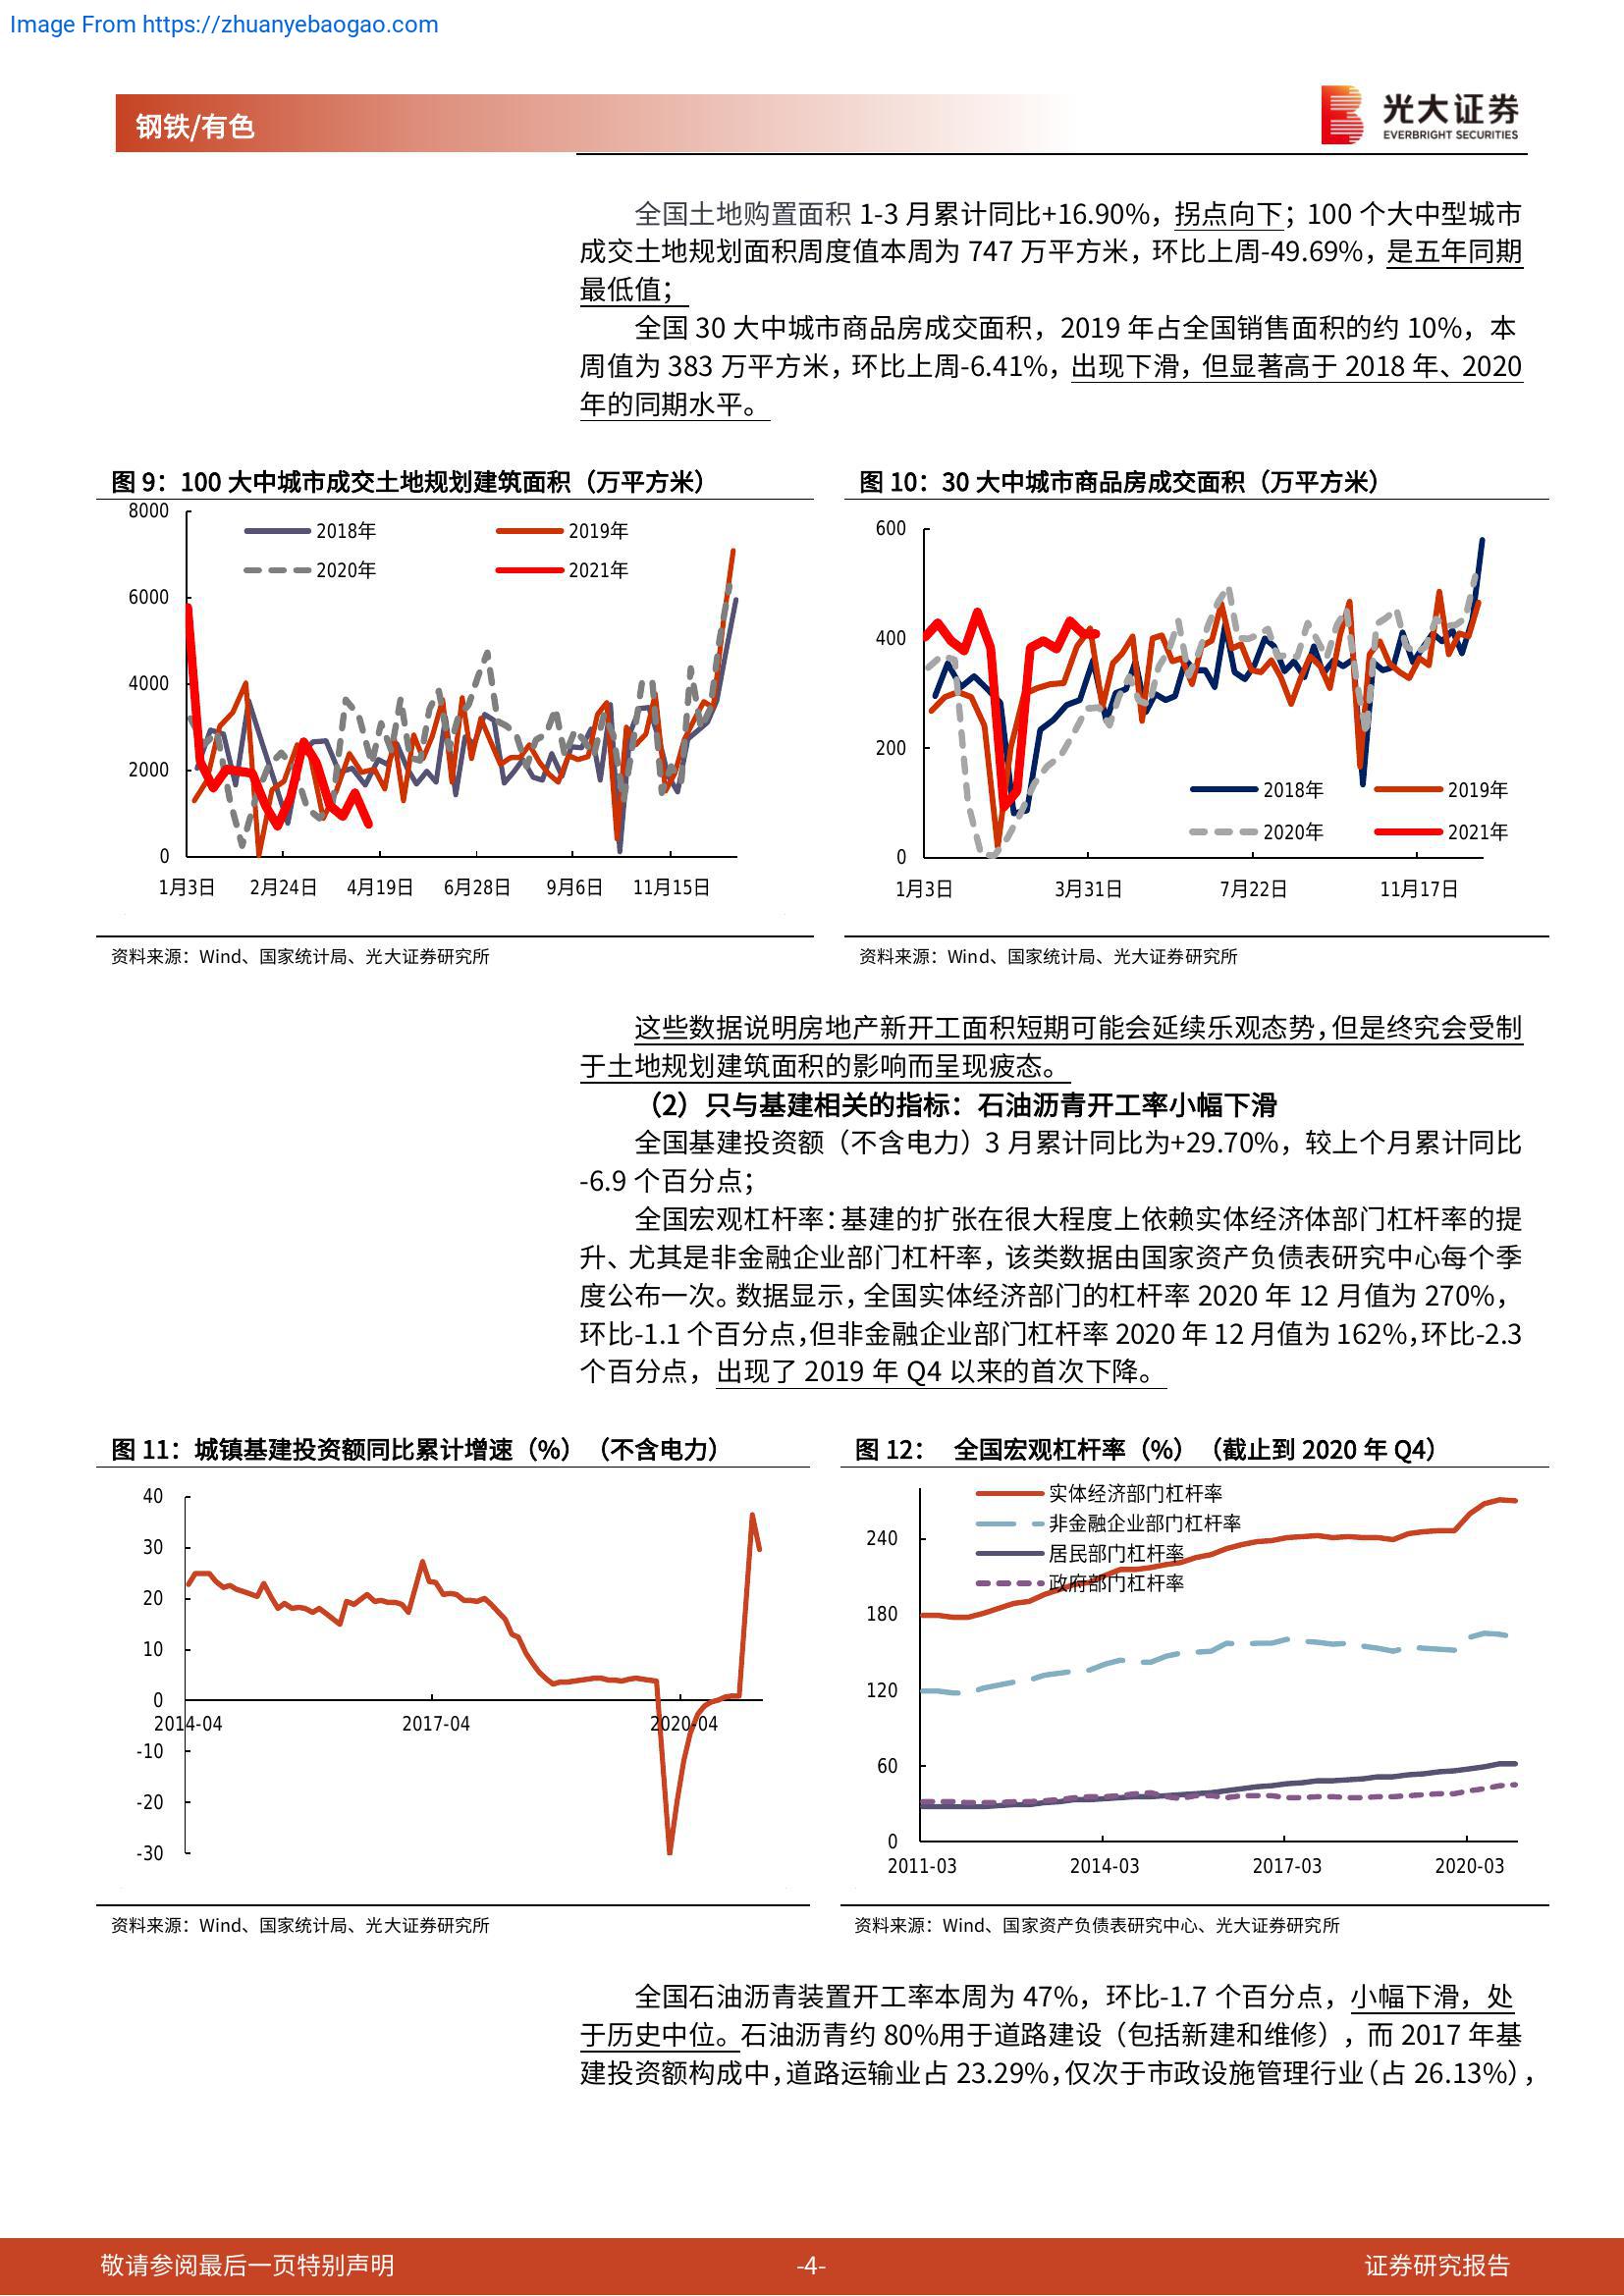 Image From https://zhuanyebaogao.com
钢铁/有色
光大证券
EVERBRIGHT SECURITIES
全国土地购置面积 1-3 月累计同比+16.90%，拐点向下；100 个大中型城市
成交土地规划面积周度值本周为 747 万平方米，环比上周-49.69%，是五年同期
最低值；
全国 30 大中城市商品房成交面积，2019 年占全国销售面积的约 10%，本
周值为 383 万平方米，环比上周-6.41%，出现下滑，但显著高于 2018 年、2020
年的同期水平。
图 9：100 大中城市成交土地规划建筑面积（万平方米）
8000
6000
4000
2000
0
2018年
2019年
2020年
2021年
1月3日 2月24日 4月19日 6月28日 9月6日 11月15日
资料来源：Wind、国家统计局、光大证券研究所
图 10：30 大中城市商品房成交面积（万平方米）
600
400
200
0
2018年
2019年
2020年
2021年
1月3日 3月31日 7月22日 11月17日
资料来源：Wind、国家统计局、光大证券研究所
这些数据说明房地产新开工面积短期可能会延续乐观态势，但是终究会受制
于土地规划建筑面积的影响而呈现疲态。
（2）只与基建相关的指标：石油沥青开工率小幅下滑
全国基建投资额（不含电力）3 月累计同比为+29.70%，较上个月累计同比
-6.9 个百分点；
全国宏观杠杆率：基建的扩张在很大程度上依赖实体经济体部门杠杆率的提
升、尤其是非金融企业部门杠杆率，该类数据由国家资产负债表研究中心每个季
度公布一次。数据显示，全国实体经济部门的杠杆率 2020 年 12 月值为 270%，
环比-1.1 个百分点，但非金融企业部门杠杆率 2020 年 12 月值为 162%，环比-2.3
个百分点，出现了 2019 年 Q4 以来的首次下降。
图 11：城镇基建投资额同比累计增速（%）（不含电力）
40
30
20
10
0
-10
-20
-30
2014-04 2017-04 2020-04
资料来源：Wind、国家统计局、光大证券研究所
图 12： 全国宏观杠杆率（%）（截止到 2020 年 Q4）
实体经济部门杠杆率
非金融企业部门杠杆率
居民部门杠杆率
政府部门杠杆率
240
180
120
60
0
2011-03 2014-03 2017-03 2020-03
资料来源：Wind、国家资产负债表研究中心、光大证券研究所
全国石油沥青装置开工率本周为 47%，环比-1.7 个百分点，小幅下滑，处
于历史中位。石油沥青约 80%用于道路建设（包括新建和维修），而 2017 年基
建投资额构成中，道路运输业占 23.29%，仅次于市政设施管理行业（占 26.13%），
敬请参阅最后一页特别声明
-4-
证券研究报告